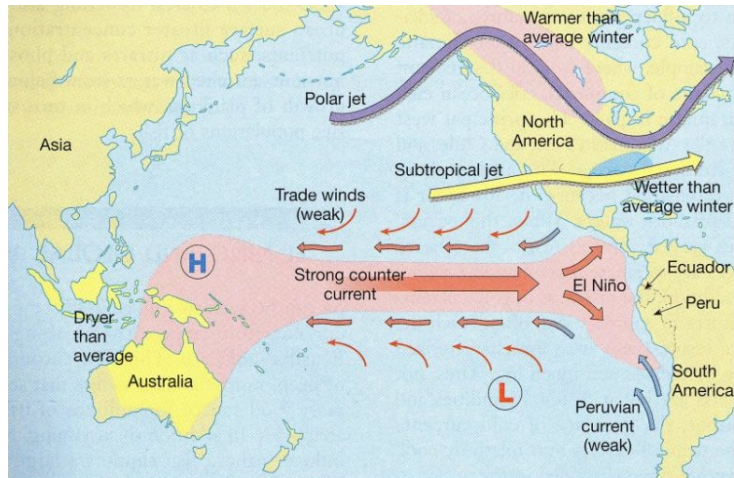 Warmer than
average winter
Polar jet
North
America
Asia
Subtropical jet
Trade winds
(weak)
Wetter than
average winter
H
Strong counter
current
El Niño
Ecuador
Peru
Dryer
than
average
Australia
L
South
America
Peruvian
current
(weak)